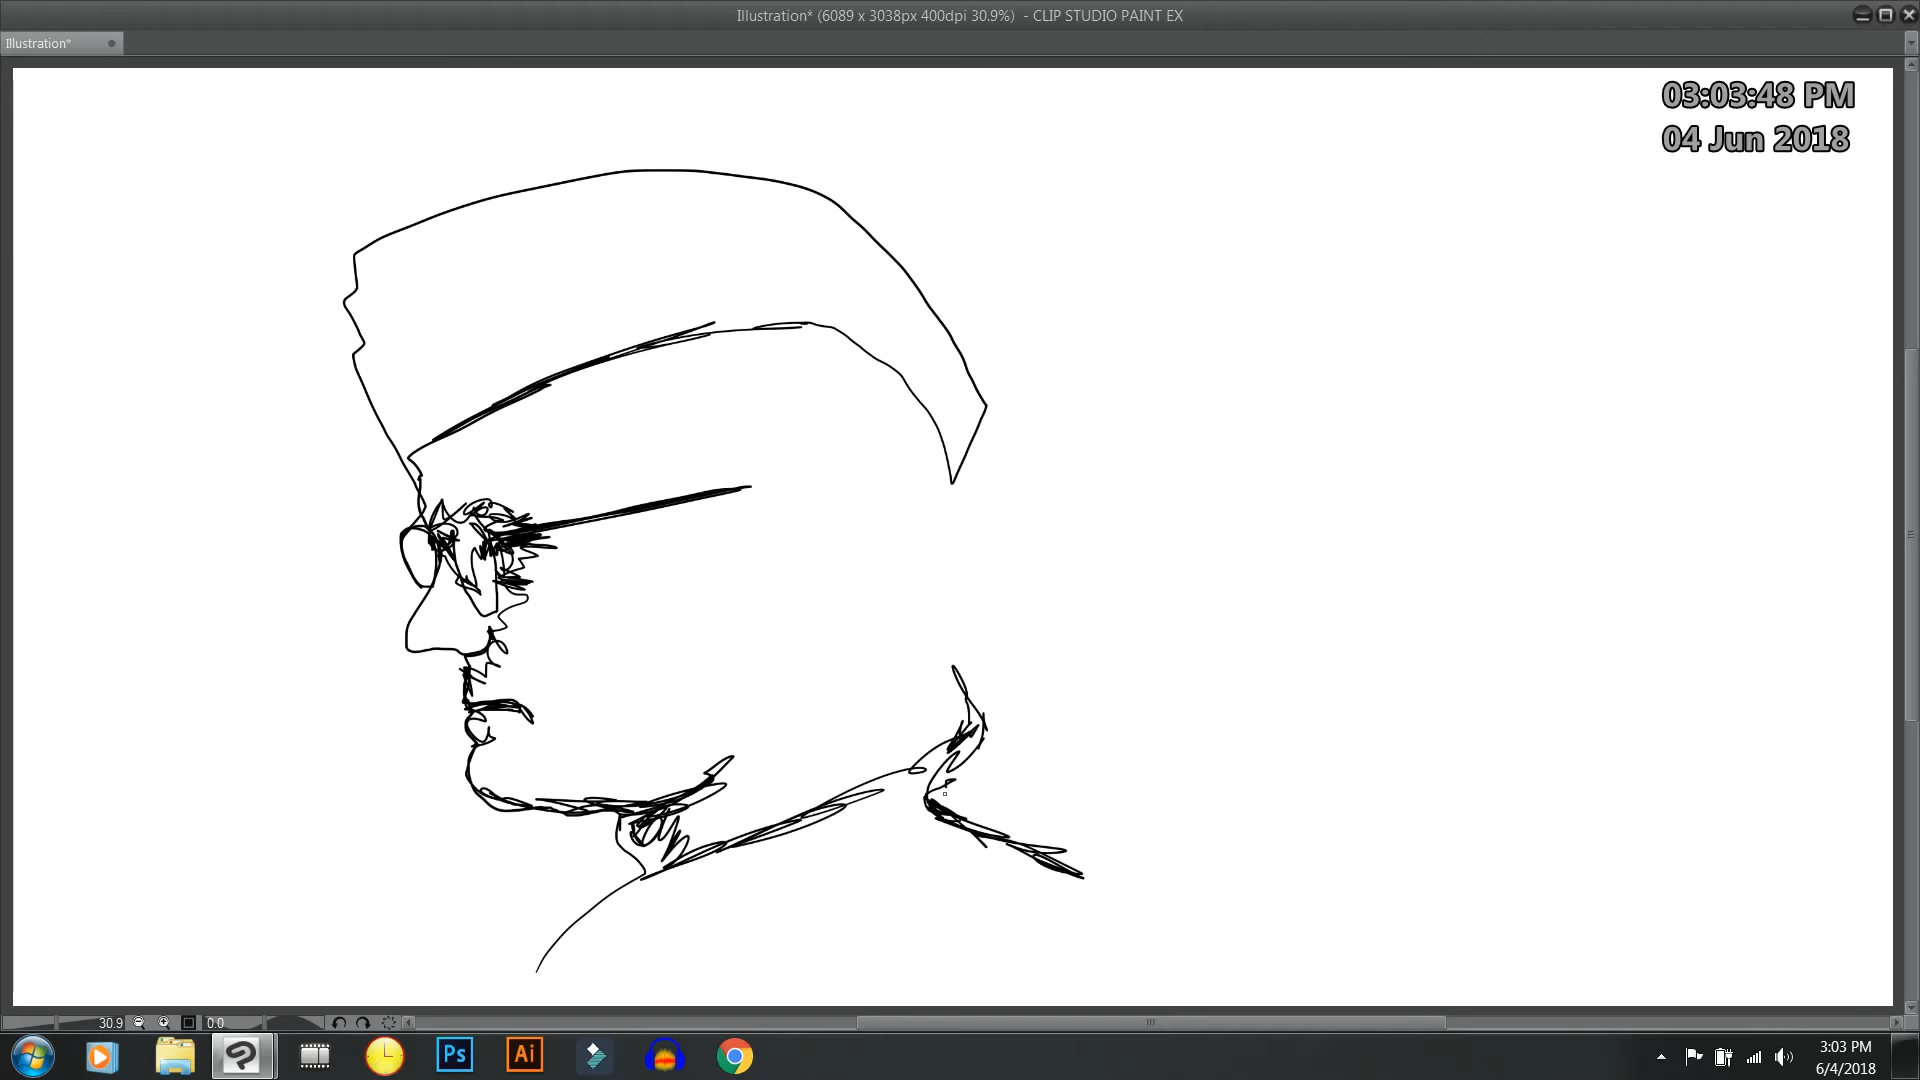 Illustration* (6089 x 3038px 400dpi 30.9%)  - CLIP STUDIO PAINT EX
Illustration*
03:03:48 PM
04 Jun 2018
30.9
0.0
Ps
Ai
3:03 PM
6/4/2018